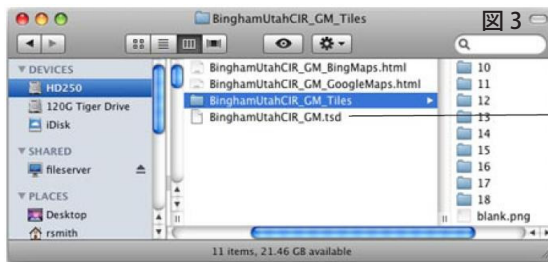 BinghamUtahCIR_GM_Tiles
図 3
DEVICES
HD250
120G Tiger Drive
iDisk
SHARED
fileserver
PLACES
Desktop
rsmith
BinghamUtahCIR_GM_BingMaps.html
BinghamUtahCIR_GM_GoogleMaps.html
BinghamUtahCIR_GM_Tiles
BinghamUtahCIR_GM.tsd
10
11
12
13
14
15
16
17
18
blank.png
11 items, 21.46 GB available